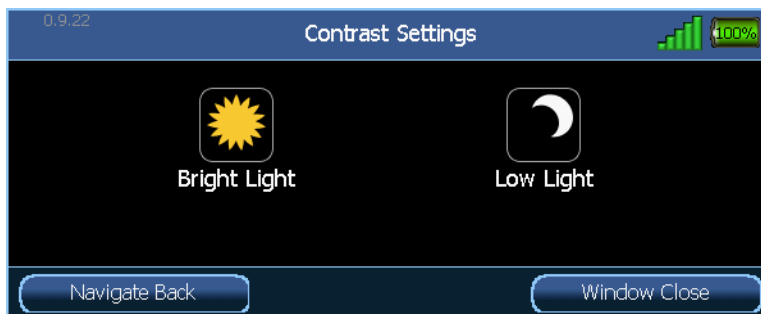 0.9.22
Contrast Settings
100%
Bright Light
Low Light
Navigate Back
Window Close